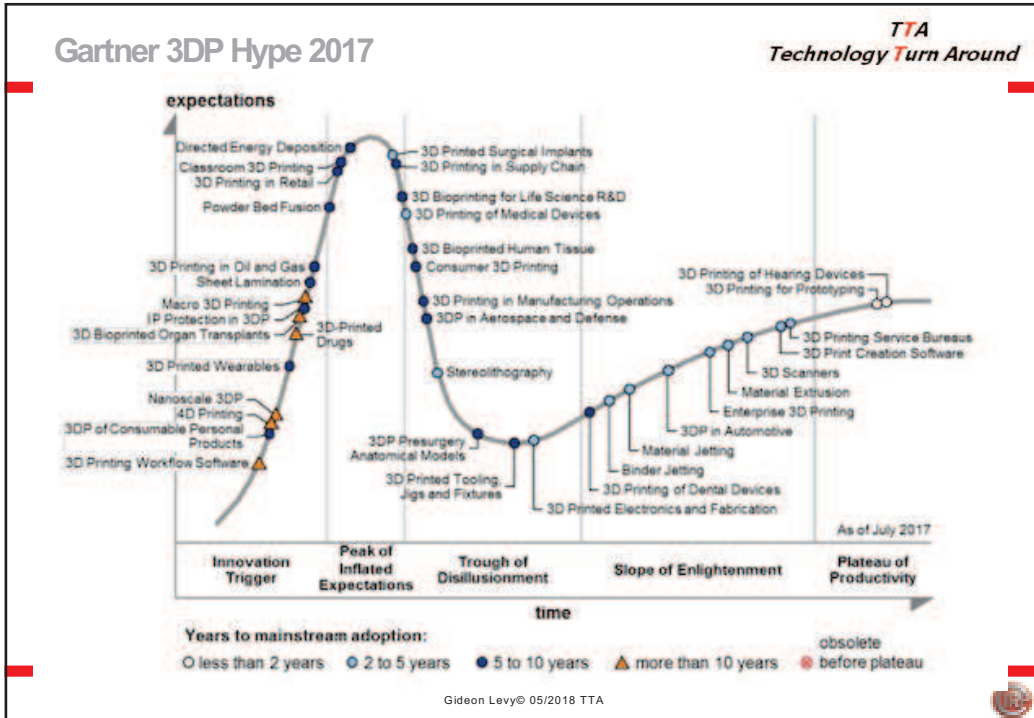 Gartner 3DP Hype 2017
TTA
Technology Turn Around
expectations
Directed Energy Deposition
Classroom 3D Printing
3D Printing in Retail
Powder Bed Fusion
3D Printing in Oil and Gas
Sheet Lamination
Macro 3D Printing
IP Protection in 3DP
3D Bioprinted Organ Transplants
3D-Printed
Drugs
3D Printed Wearables
Nanoscale 3DP
4D Printing
3DP of Consumable Personal
Products
3D Printing Workflow Software
3D Printed Surgical Implants
3D Printing in Supply Chain
3D Bioprinting for Life Science R&D
3D Printing of Medical Devices
3D Bioprinted Human Tissue
Consumer 3D Printing
3D Printing in Manufacturing Operations
3DP in Aerospace and Defense
Stereolithography
3DP Presurgery
Anatomical Models
3D Printed Tooling,
Jigs and Fixtures
3D Printed Electronics and Fabrication
3D Printing of Dental Devices
Binder Jetting
Material Jetting
3DP in Automotive
Enterprise 3D Printing
Material Extrusion
3D Scanners
3D Print Creation Software
3D Printing Service Bureaus
3D Printing of Hearing Devices
3D Printing for Prototyping
As of July 2017
Innovation
Trigger
Peak of
Inflated
Expectations
Trough of
Disillusionment
Slope of Enlightenment
Plateau of
Productivity
time
Years to mainstream adoption:
less than 2 years
2 to 5 years
5 to 10 years
more than 10 years
obsolete
before plateau
Gideon Levy© 05/2018 TTA